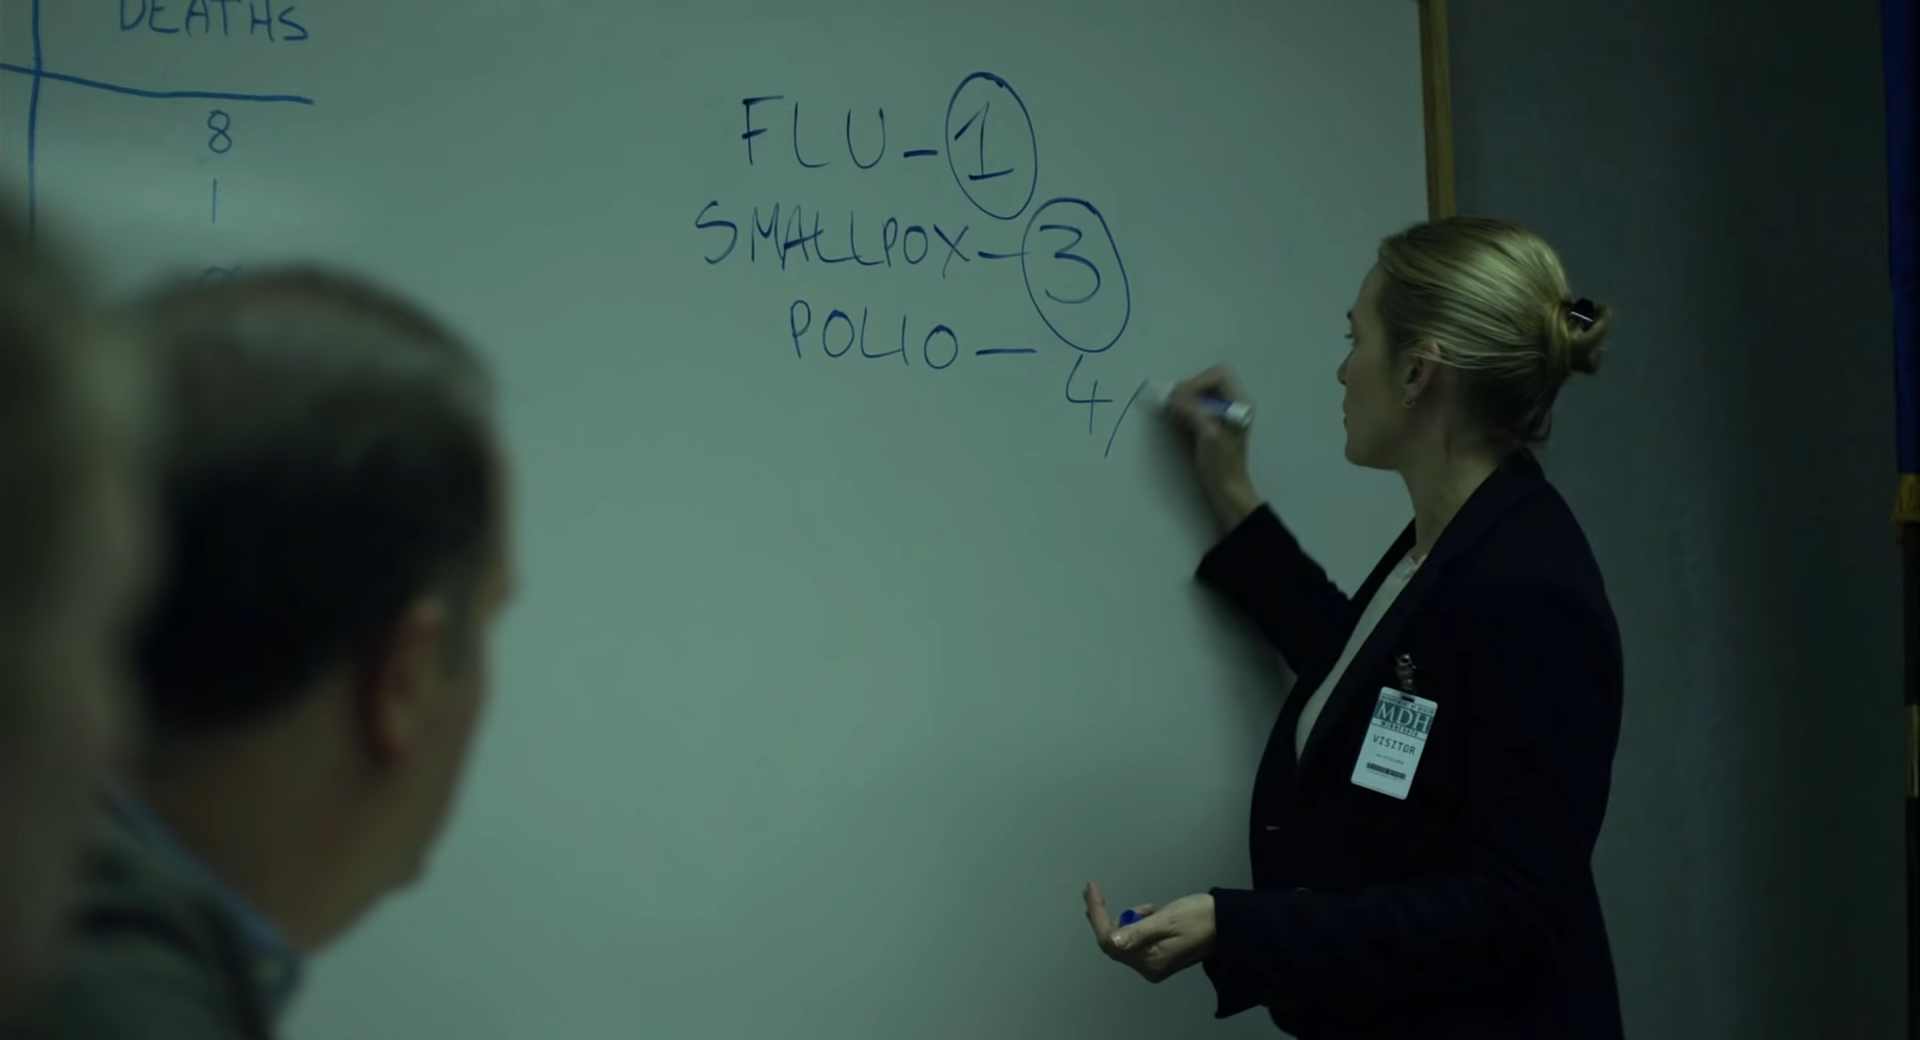 DEATHS
8
1
FLU-1
SMALLPOX-3
POLIO- 4/
MDH
VISITOR